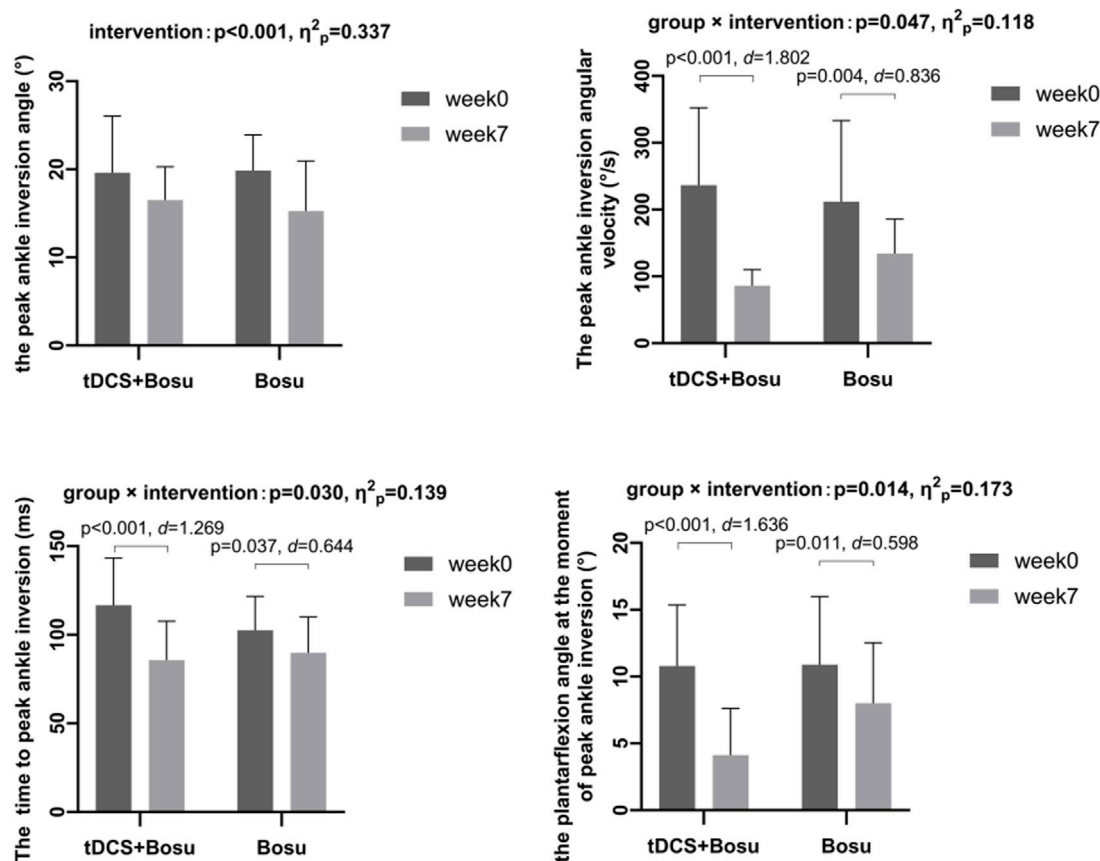 intervention: p<0.001, η²ₚ=0.337
the peak ankle inversion angle (°)
30
20
10
0
week0
week7
tDCS+Bosu
Bosu
group × intervention: p=0.047, η²ₚ=0.118
p<0.001, d=1.802
p=0.004, d=0.836
The peak ankle inversion angular
velocity (°/s)
400
300
200
100
0
week0
week7
tDCS+Bosu
Bosu
group × intervention: p=0.030, η²ₚ=0.139
p<0.001, d=1.269
p=0.037, d=0.644
The time to peak ankle inversion (ms)
150
100
50
0
week0
week7
tDCS+Bosu
Bosu
group × intervention: p=0.014, η²ₚ=0.173
p<0.001, d=1.636
p=0.011, d=0.598
the plantarflexion angle at the moment
of peak ankle inversion (°)
20
15
10
5
0
week0
week7
tDCS+Bosu
Bosu